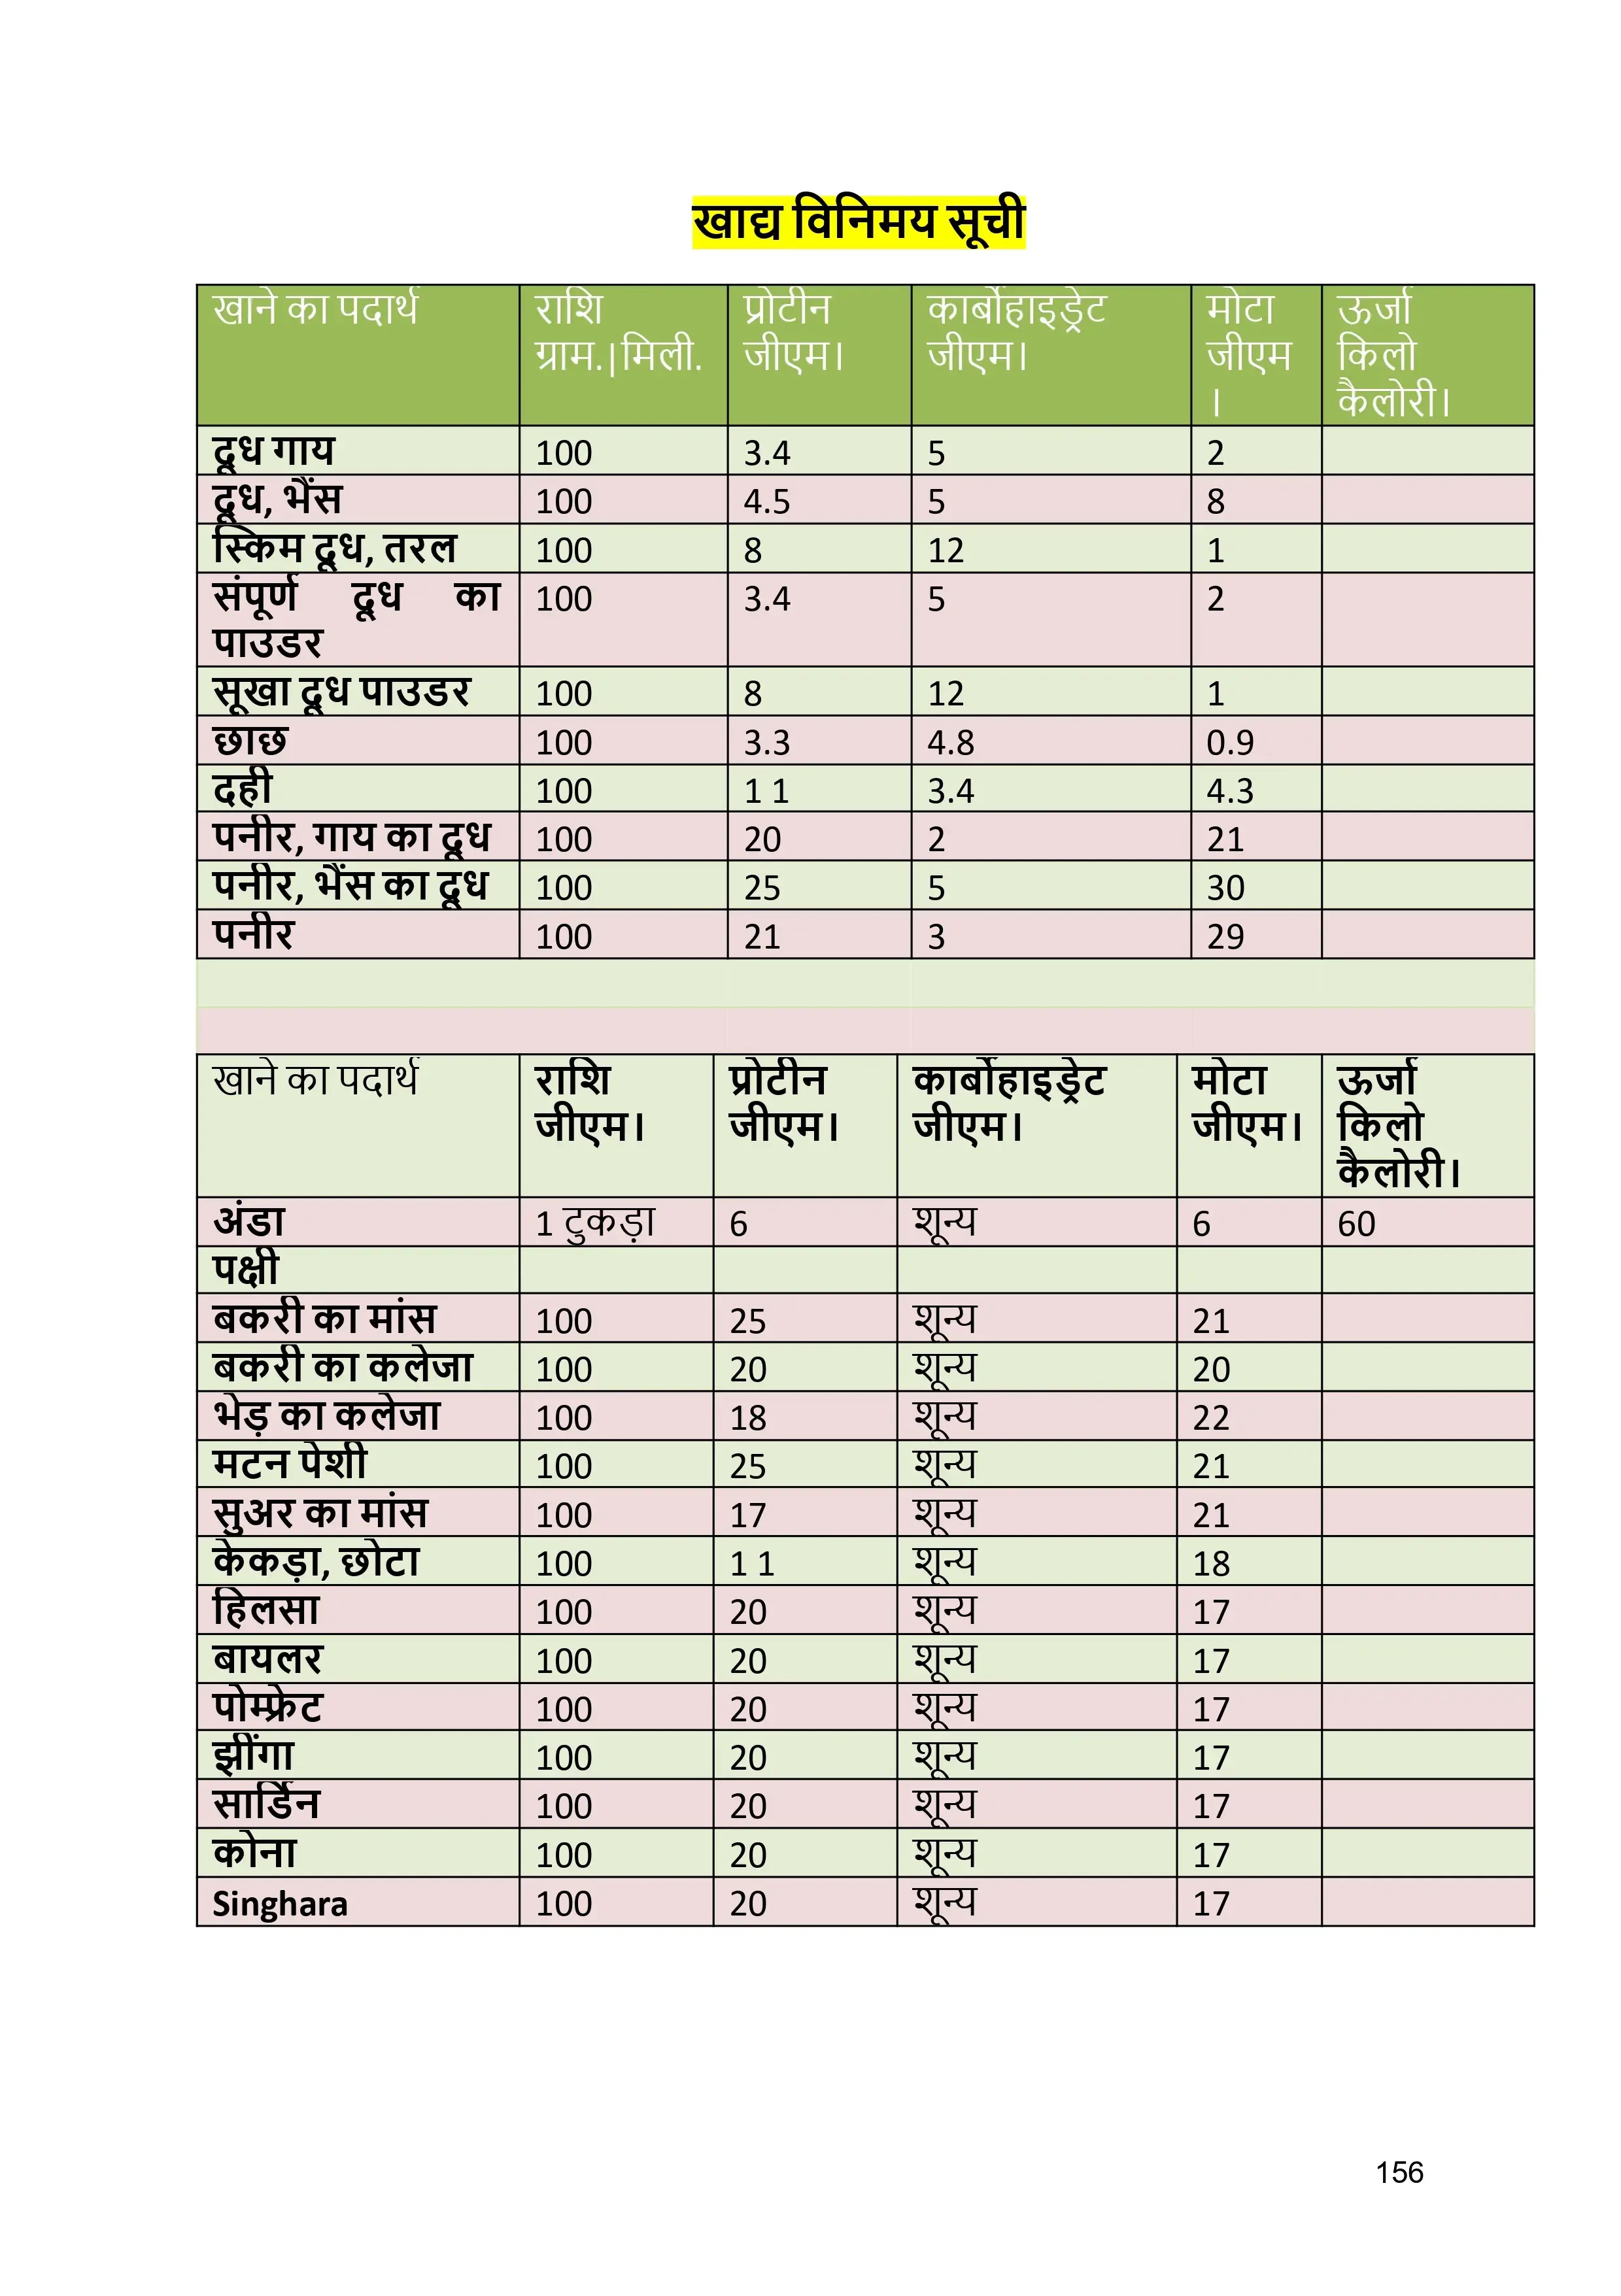 खाद्य विनिमय सूची
खाने का पदार्थ राशि ग्राम.|मिली. प्रोटीन जीएम। कार्बोहाइड्रेट जीएम। मोटा जीएम। ऊर्जा किलो कैलोरी।
दूध गाय 100 3.4 5 2
दूध, भैंस 100 4.5 5 8
स्किम दूध, तरल 100 8 12 1
संपूर्ण दूध का पाउडर 100 3.4 5 2
सूखा दूध पाउडर 100 8 12 1
छाछ 100 3.3 4.8 0.9
दही 100 1 1 3.4 4.3
पनीर, गाय का दूध 100 20 2 21
पनीर, भैंस का दूध 100 25 5 30
पनीर 100 21 3 29
खाने का पदार्थ राशि जीएम। प्रोटीन जीएम। कार्बोहाइड्रेट जीएम। मोटा जीएम। ऊर्जा किलो कैलोरी।
अंडा 1 टुकड़ा 6 शून्य 6 60
पक्षी
बकरी का मांस 100 25 शून्य 21
बकरी का कलेजा 100 20 शून्य 20
भेड़ का कलेजा 100 18 शून्य 22
मटन पेशी 100 25 शून्य 21
सुअर का मांस 100 17 शून्य 21
केकड़ा, छोटा 100 1 1 शून्य 18
हिलसा 100 20 शून्य 17
बायलर 100 20 शून्य 17
पोम्फ्रेट 100 20 शून्य 17
झींगा 100 20 शून्य 17
सार्डिन 100 20 शून्य 17
कोना 100 20 शून्य 17
Singhara 100 20 शून्य 17
156